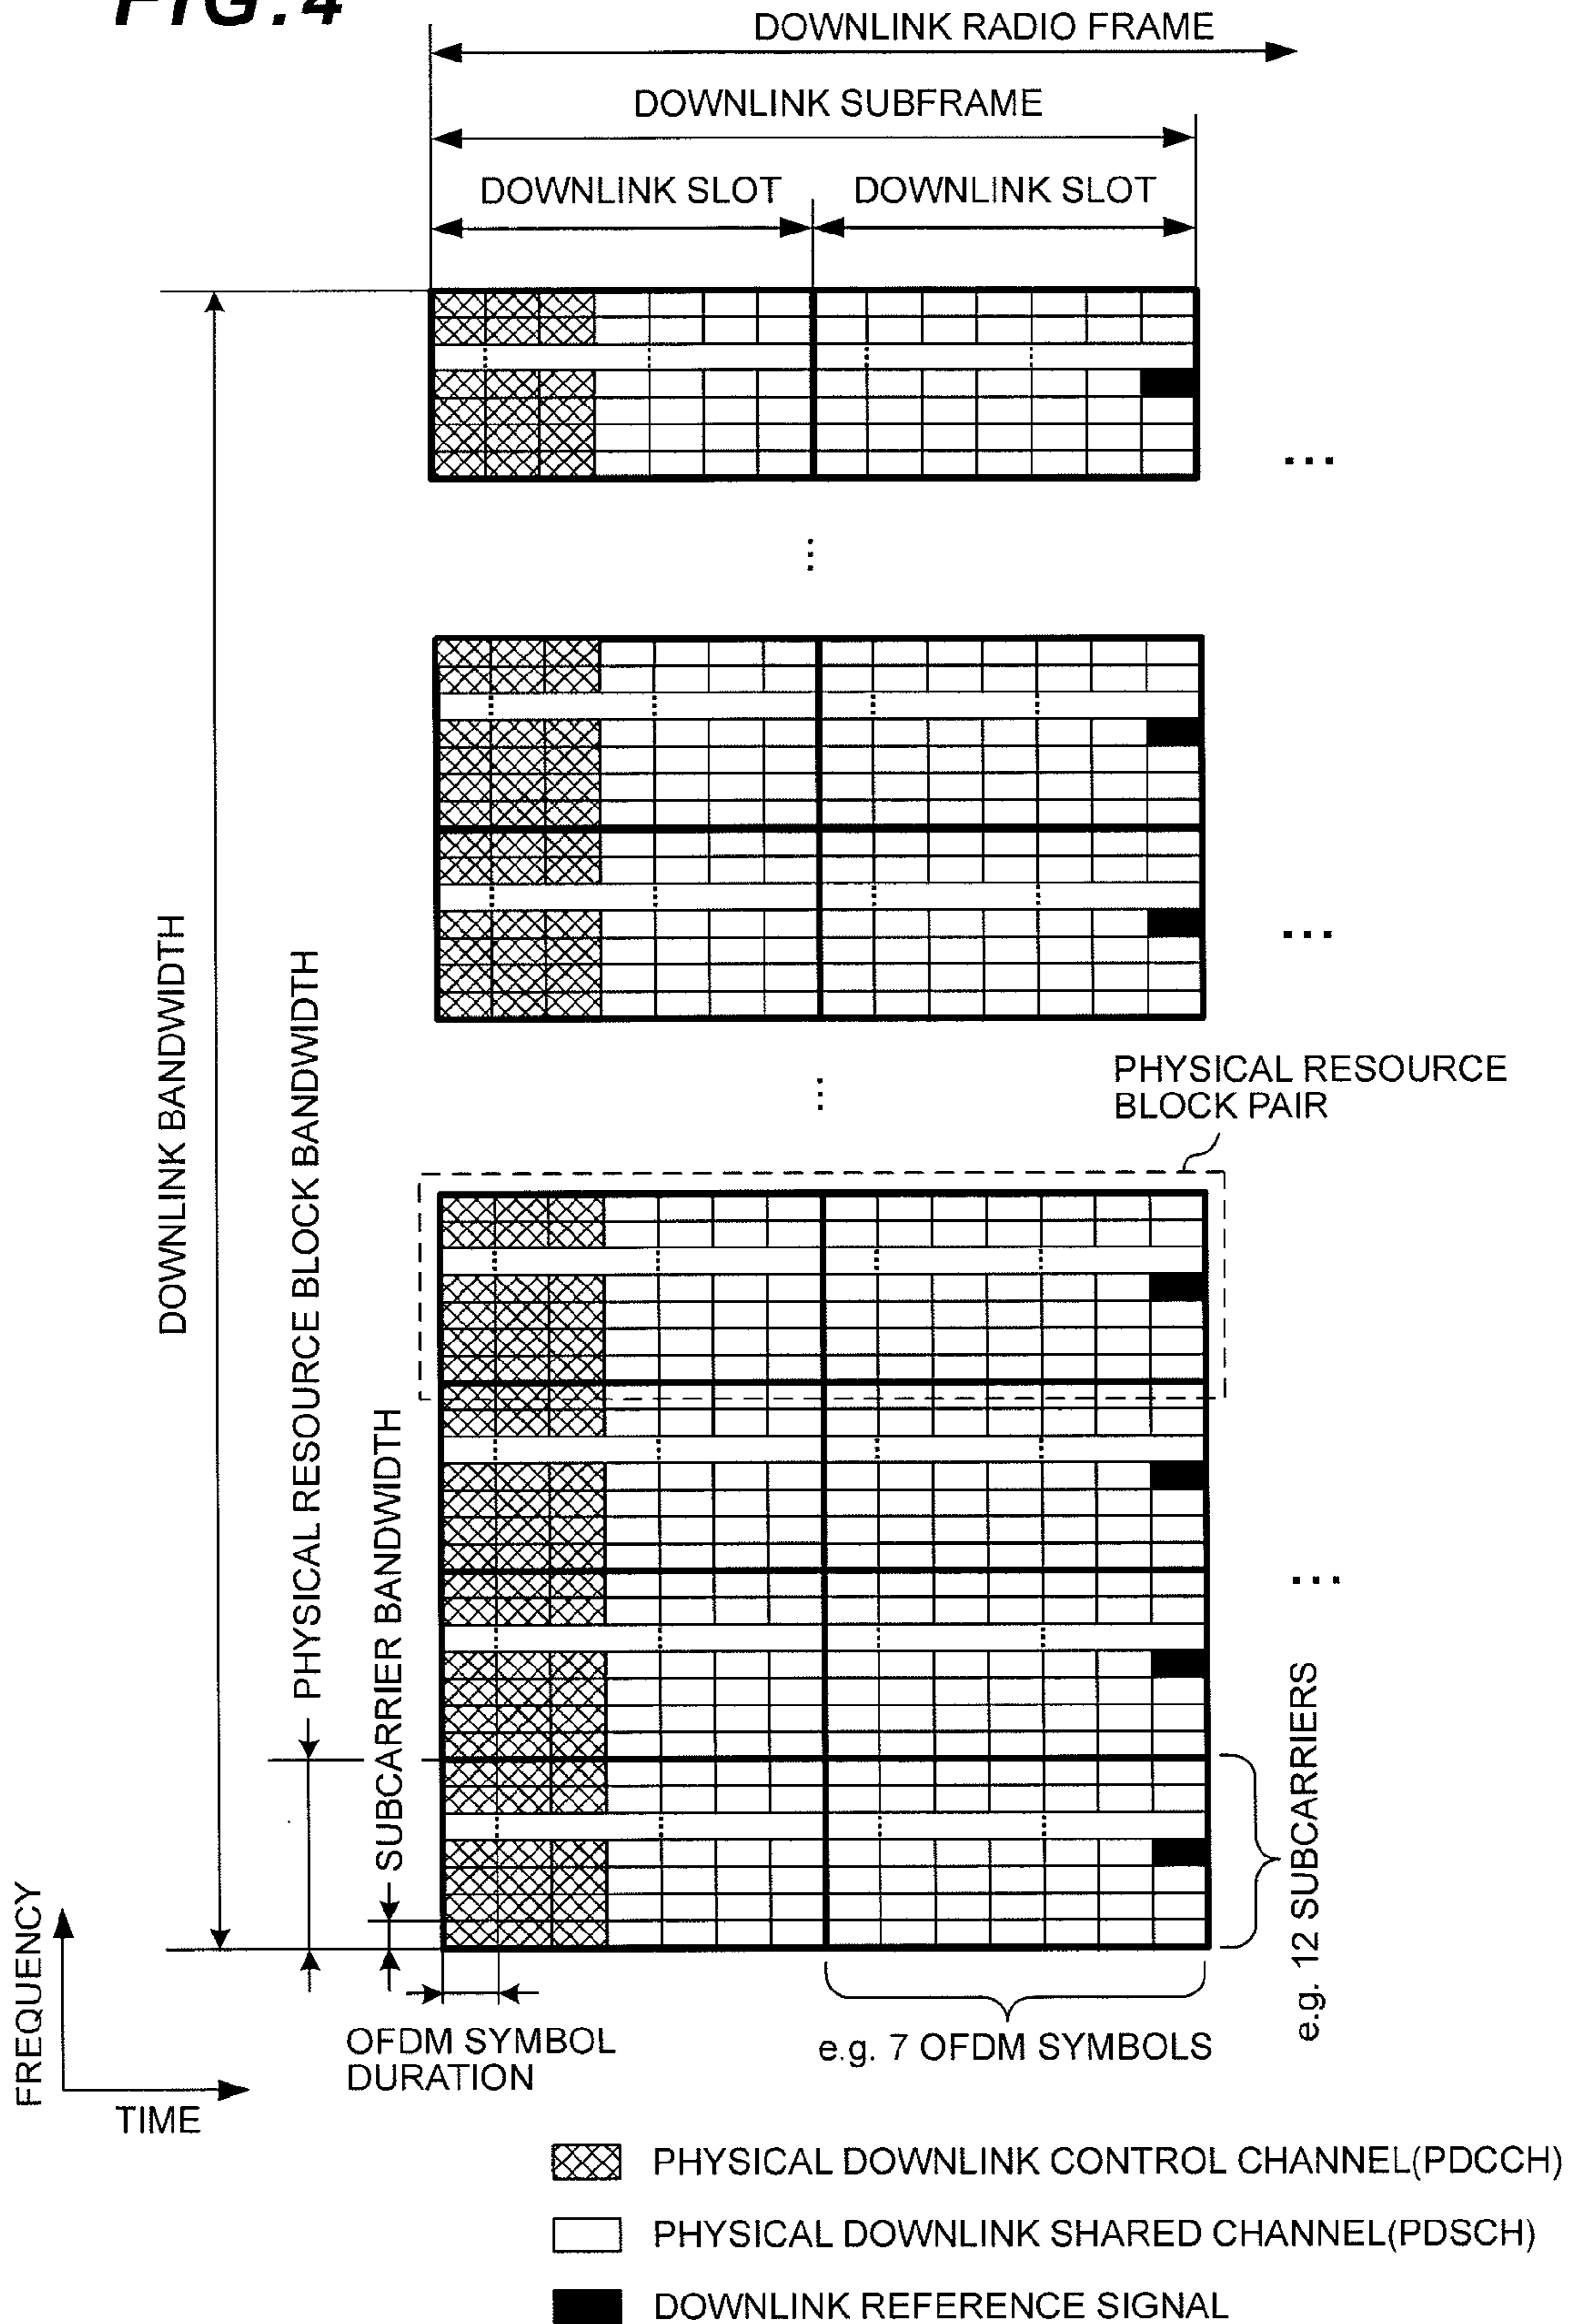 FIG.4
DOWNLINK RADIO FRAME
DOWNLINK SUBFRAME
DOWNLINK SLOT
DOWNLINK SLOT
...
DOWNLINK BANDWIDTH
PHYSICAL RESOURCE BLOCK BANDWIDTH
SUBCARRIER BANDWIDTH
...
PHYSICAL RESOURCE
BLOCK PAIR
...
e.g. 12 SUBCARRIERS
FREQUENCY
TIME
OFDM SYMBOL
DURATION
e.g. 7 OFDM SYMBOLS
PHYSICAL DOWNLINK CONTROL CHANNEL(PDCCH)
PHYSICAL DOWNLINK SHARED CHANNEL(PDSCH)
DOWNLINK REFERENCE SIGNAL